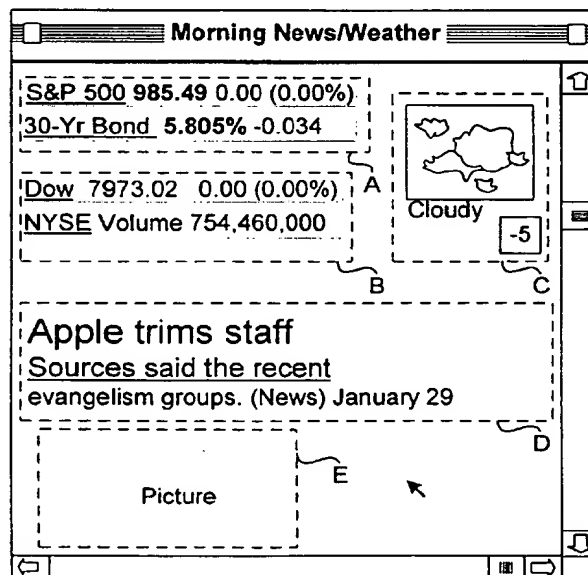 Morning News/Weather
S&P 500 985.49 0.00 (0.00%)
30-Yr Bond 5.805% -0.034
A
Dow 7973.02 0.00 (0.00%)
NYSE Volume 754,460,000
B
Cloudy
-5
C
Apple trims staff
Sources said the recent
evangelism groups. (News) January 29
D
Picture
E